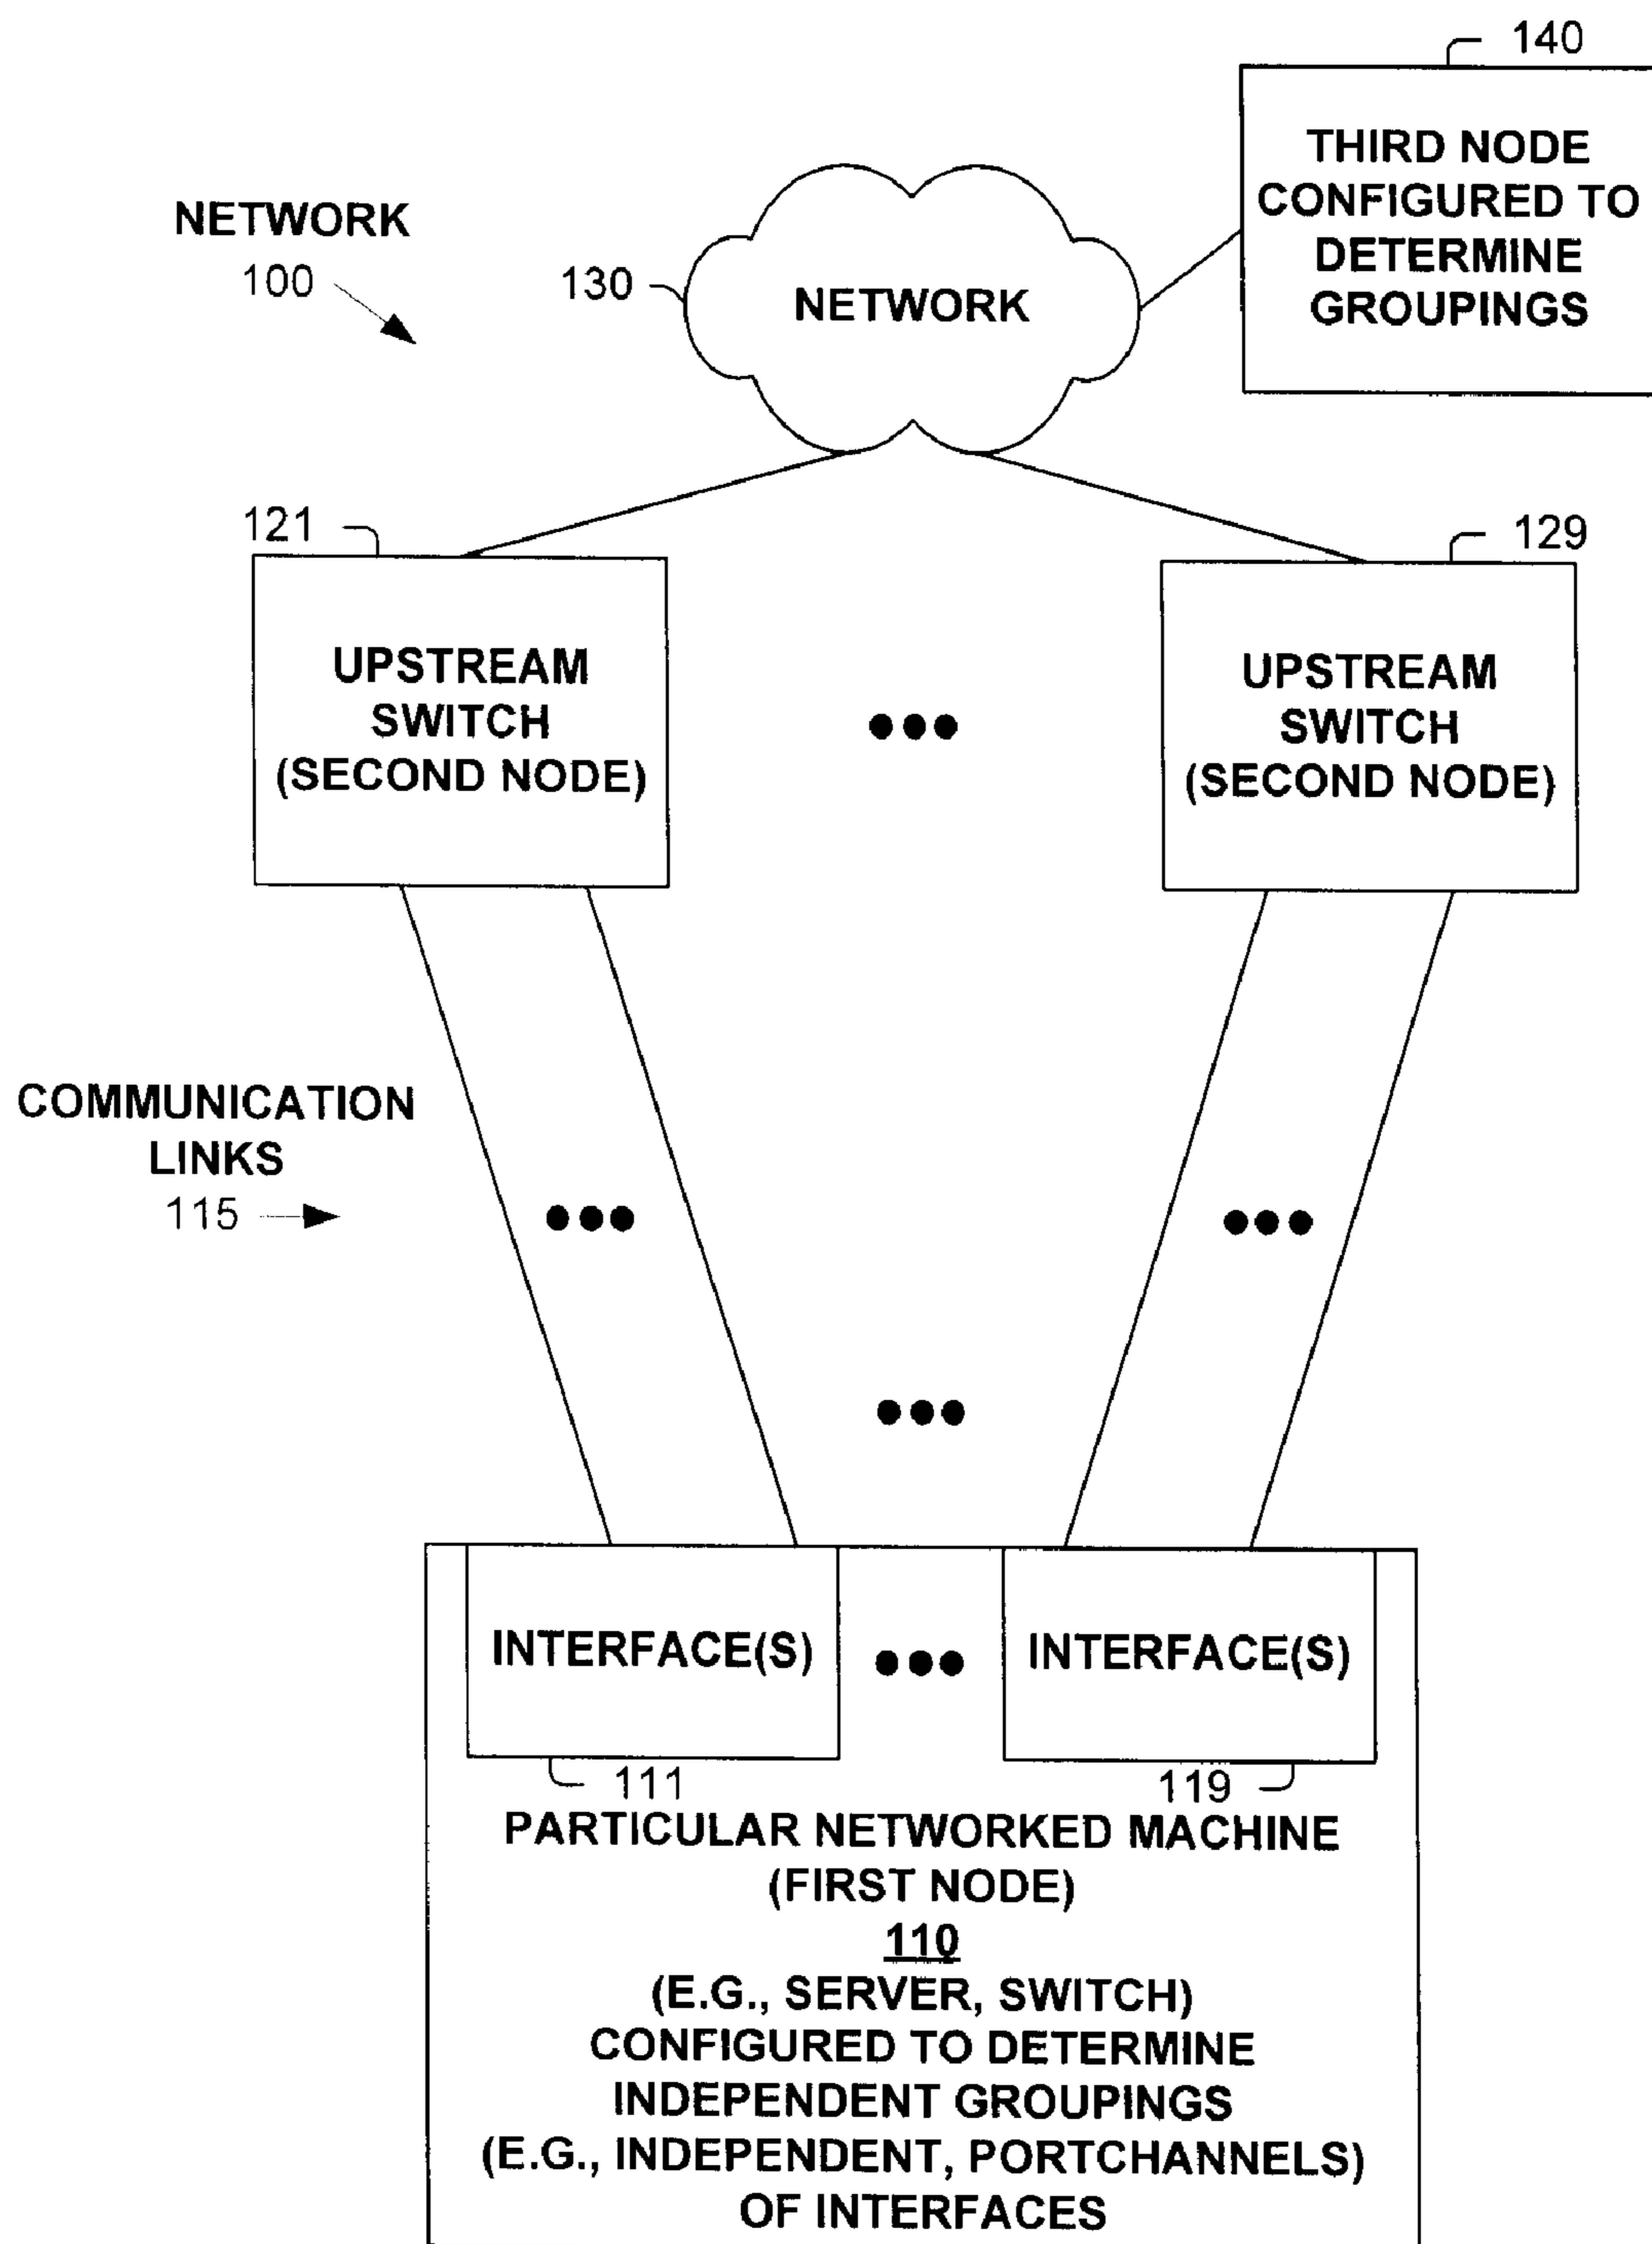 140
THIRD NODE
CONFIGURED TO
DETERMINE
GROUPINGS
NETWORK
100
130
NETWORK
121
129
UPSTREAM
SWITCH
(SECOND NODE)
UPSTREAM
SWITCH
(SECOND NODE)
COMMUNICATION
LINKS
115
INTERFACE(S)
INTERFACE(S)
111
119
PARTICULAR NETWORKED MACHINE
(FIRST NODE)
110
(E.G., SERVER, SWITCH)
CONFIGURED TO DETERMINE
INDEPENDENT GROUPINGS
(E.G., INDEPENDENT, PORTCHANNELS)
OF INTERFACES